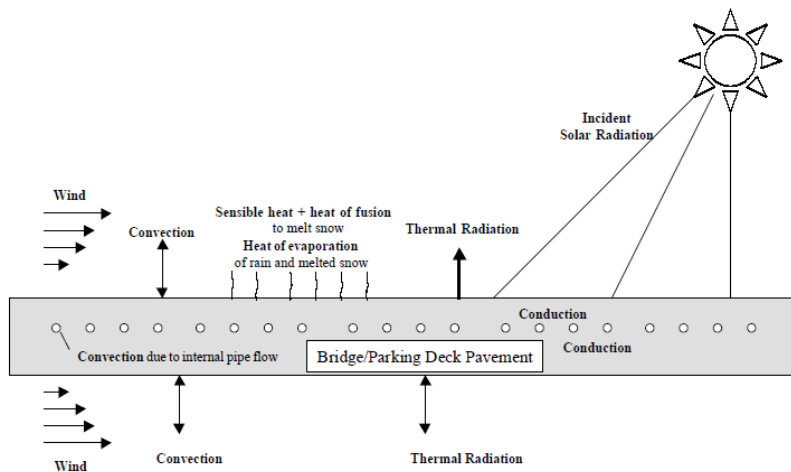 Incident
Solar Radiation
Wind
Sensible heat + heat of fusion
to melt snow
Convection
Thermal Radiation
Heat of evaporation
of rain and melted snow
Conduction
Conduction
Convection due to internal pipe flow
Bridge/Parking Deck Pavement
Wind
Convection
Thermal Radiation